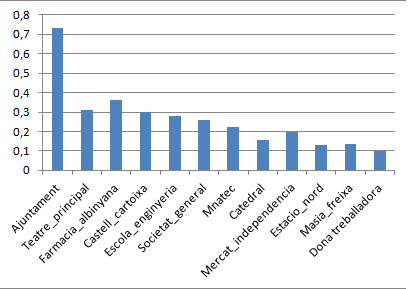 0,8
0,7
0,6
0,5
0,4
0,3
0,2
0,1
0
Ajuntament
Teatre_principal
Farmacia_albinyana
Castell_cartoixa
Escola_enginyeria
Societat_general
Mnatec
Catedral
Mercat_independencia
Estacio_nord
Masia_freixa
Dona treballadora